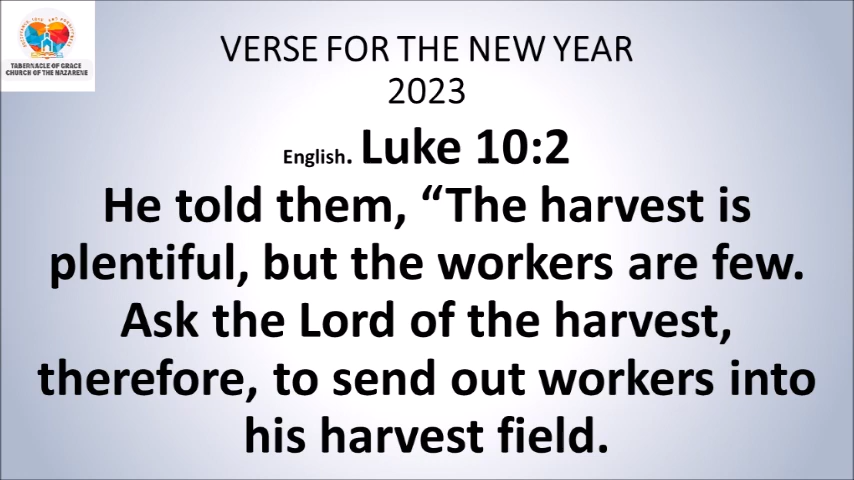 TABERNACLE OF GRACE
CHURCH OF THE NAZARENE
VERSE FOR THE NEW YEAR
2023
English. Luke 10:2
He told them, “The harvest is
plentiful, but the workers are few.
Ask the Lord of the harvest,
therefore, to send out workers into
his harvest field.